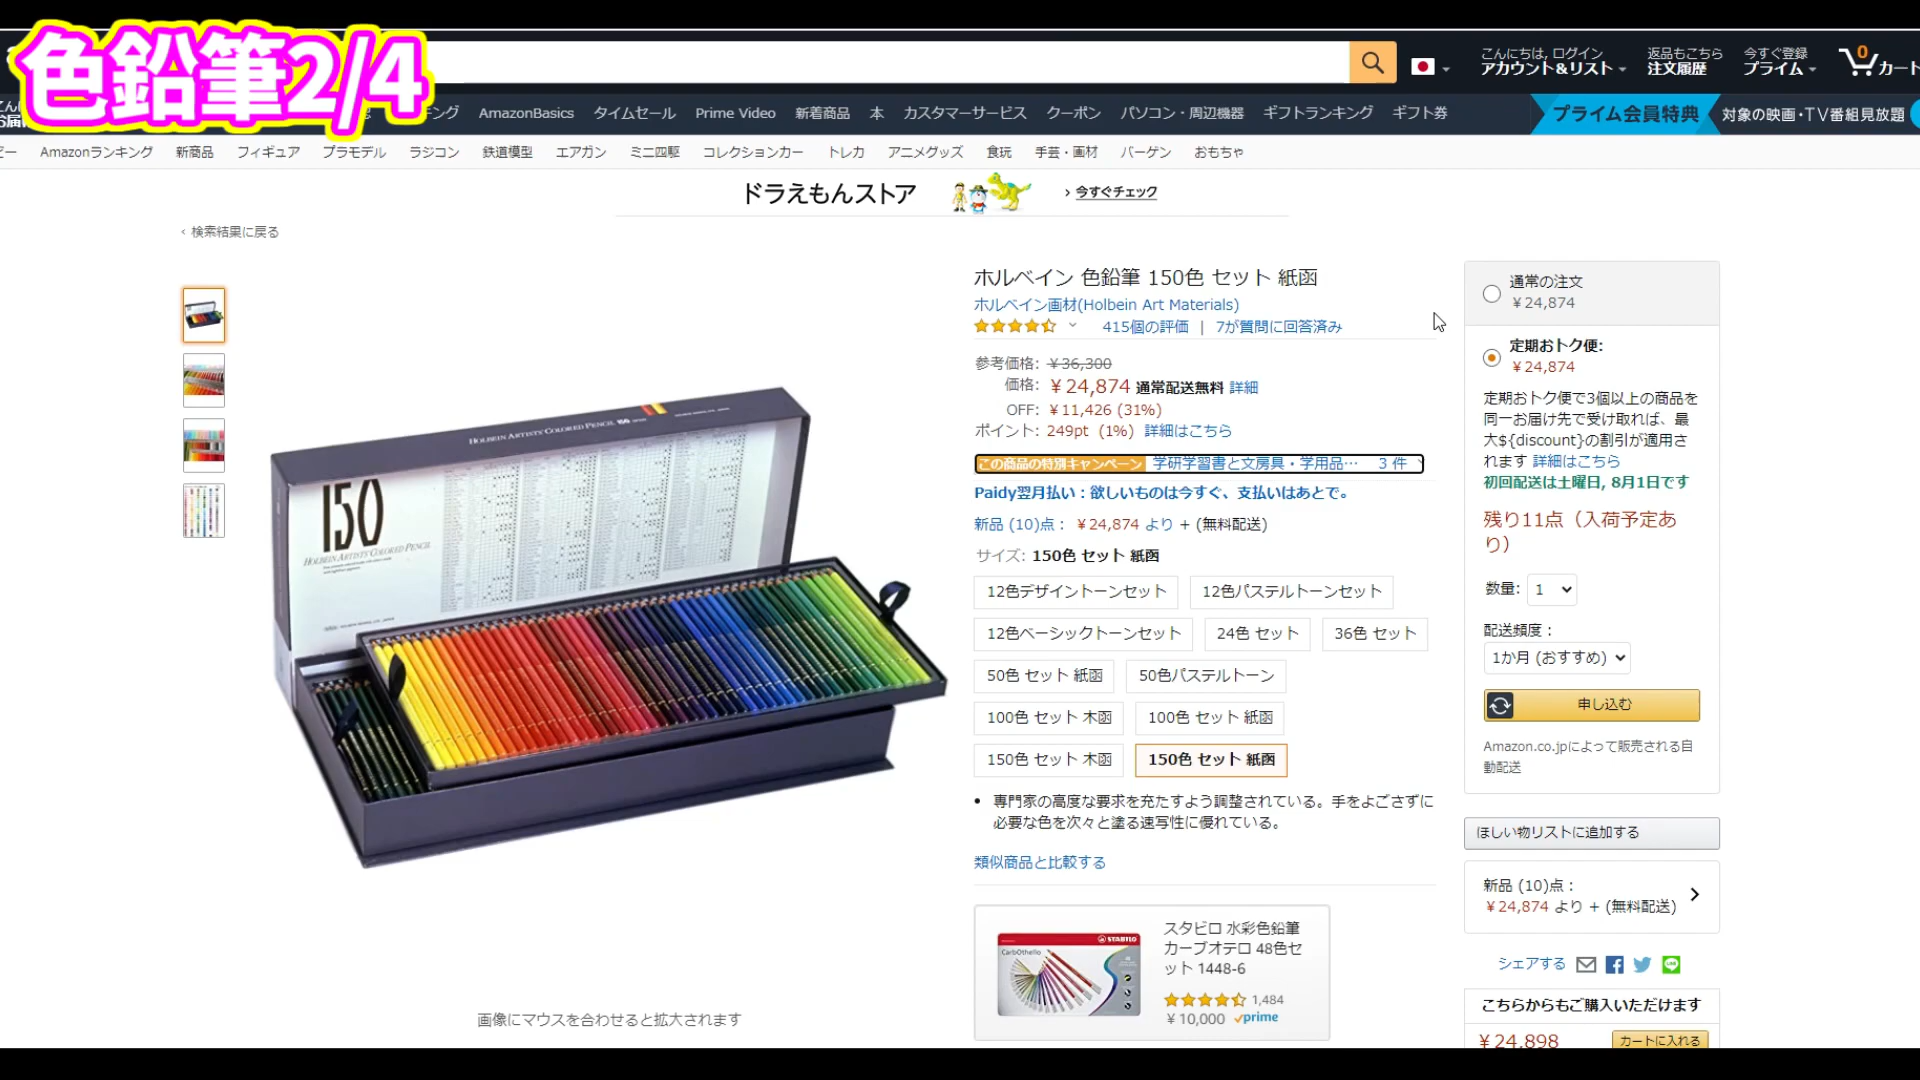 色鉛筆2/4
こんにちは, ログイン
アカウント&リスト
返品もこちら
注文履歴
今すぐ登録
プライム
0
カート
AmazonBasics
タイムセール
Prime Video
新着商品
本
カスタマーサービス
クーポン
パソコン・周辺機器
ギフトランキング
ギフト券
プライム会員特典
対象の映画・TV番組見放題
Amazonランキング
新商品
フィギュア
プラモデル
ラジコン
鉄道模型
エアガン
ミニ四駆
コレクションカード
トレカ
アニメグッズ
食玩
手芸・画材
バーゲン
おもちゃ
ドラえもんストア
› 今すぐチェック
‹ 検索結果に戻る
HOLBEIN ARTISTS' COLORED PENCIL 150
150
HOLBEIN ARTISTS' COLORED PENCIL
画像にマウスを合わせると拡大されます
ホルベイン 色鉛筆 150色 セット 紙函
ホルベイン画材(Holbein Art Materials)
415個の評価 | 7が質問に回答済み
参考価格: ￥36,300
価格: ￥24,874 通常配送無料 詳細
OFF: ￥11,426 (31%)
ポイント: 249pt (1%) 詳細はこちら
この商品の特別キャンペーン 学研学習書と文房具・学用品… 3 件
Paidy翌月払い：欲しいものは今すぐ、支払いはあとで。
新品 (10)点： ￥24,874 より + (無料配送)
サイズ: 150色 セット 紙函
12色デザイントーンセット
12色パステルトーンセット
12色ベーシックトーンセット
24色 セット
36色 セット
50色 セット 紙函
50色パステルトーン
100色 セット 木函
100色 セット 紙函
150色 セット 木函
150色 セット 紙函
• 専門家の高度な要求を充たすよう調整されている。手をよごさずに
必要な色を次々と塗る速写性に優れている。
類似商品と比較する
STABILO
CarbOthello
スタビロ 水彩色鉛筆
カーブオテロ 48色セ
ット 1448-6
1,484
￥10,000 prime
通常の注文
￥24,874
定期おトク便:
￥24,874
定期おトク便で3個以上の商品を
同一お届け先で受け取れば、最
大${discount}の割引が適用さ
れます 詳細はこちら
初回配送は土曜日, 8月1日です
残り11点（入荷予定あ
り）
数量: 1
配送頻度：
1か月 (おすすめ)
申し込む
Amazon.co.jpによって販売される自
動配送
ほしい物リストに追加する
新品 (10)点：
￥24,874 より + (無料配送)
シェアする
こちらからもご購入いただけます
￥24,898
カートに入れる